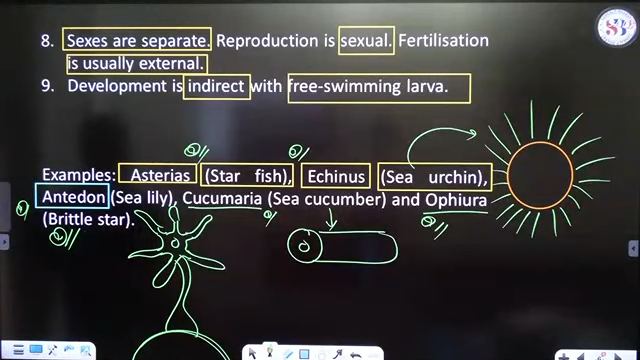 8. Sexes are separate. Reproduction is sexual. Fertilisation
is usually external.
9. Development is indirect with free-swimming larva.
Examples: Asterias (Star fish), Echinus (Sea urchin),
Antedon (Sea lily), Cucumaria (Sea cucumber) and Ophiura
(Brittle star).